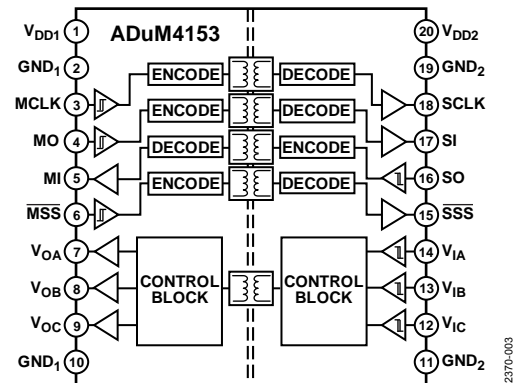 ADuM4153
VDD1 1
20 VDD2
GND1 2
19 GND2
ENCODE DECODE
MCLK 3
18 SCLK
ENCODE DECODE
MO 4
17 SI
DECODE ENCODE
MI 5
16 SO
ENCODE DECODE
MSS 6
15 SSS
VOA 7
14 VIA
CONTROL BLOCK
CONTROL BLOCK
VOB 8
13 VIB
VOC 9
12 VIC
GND1 10
11 GND2
2370-003